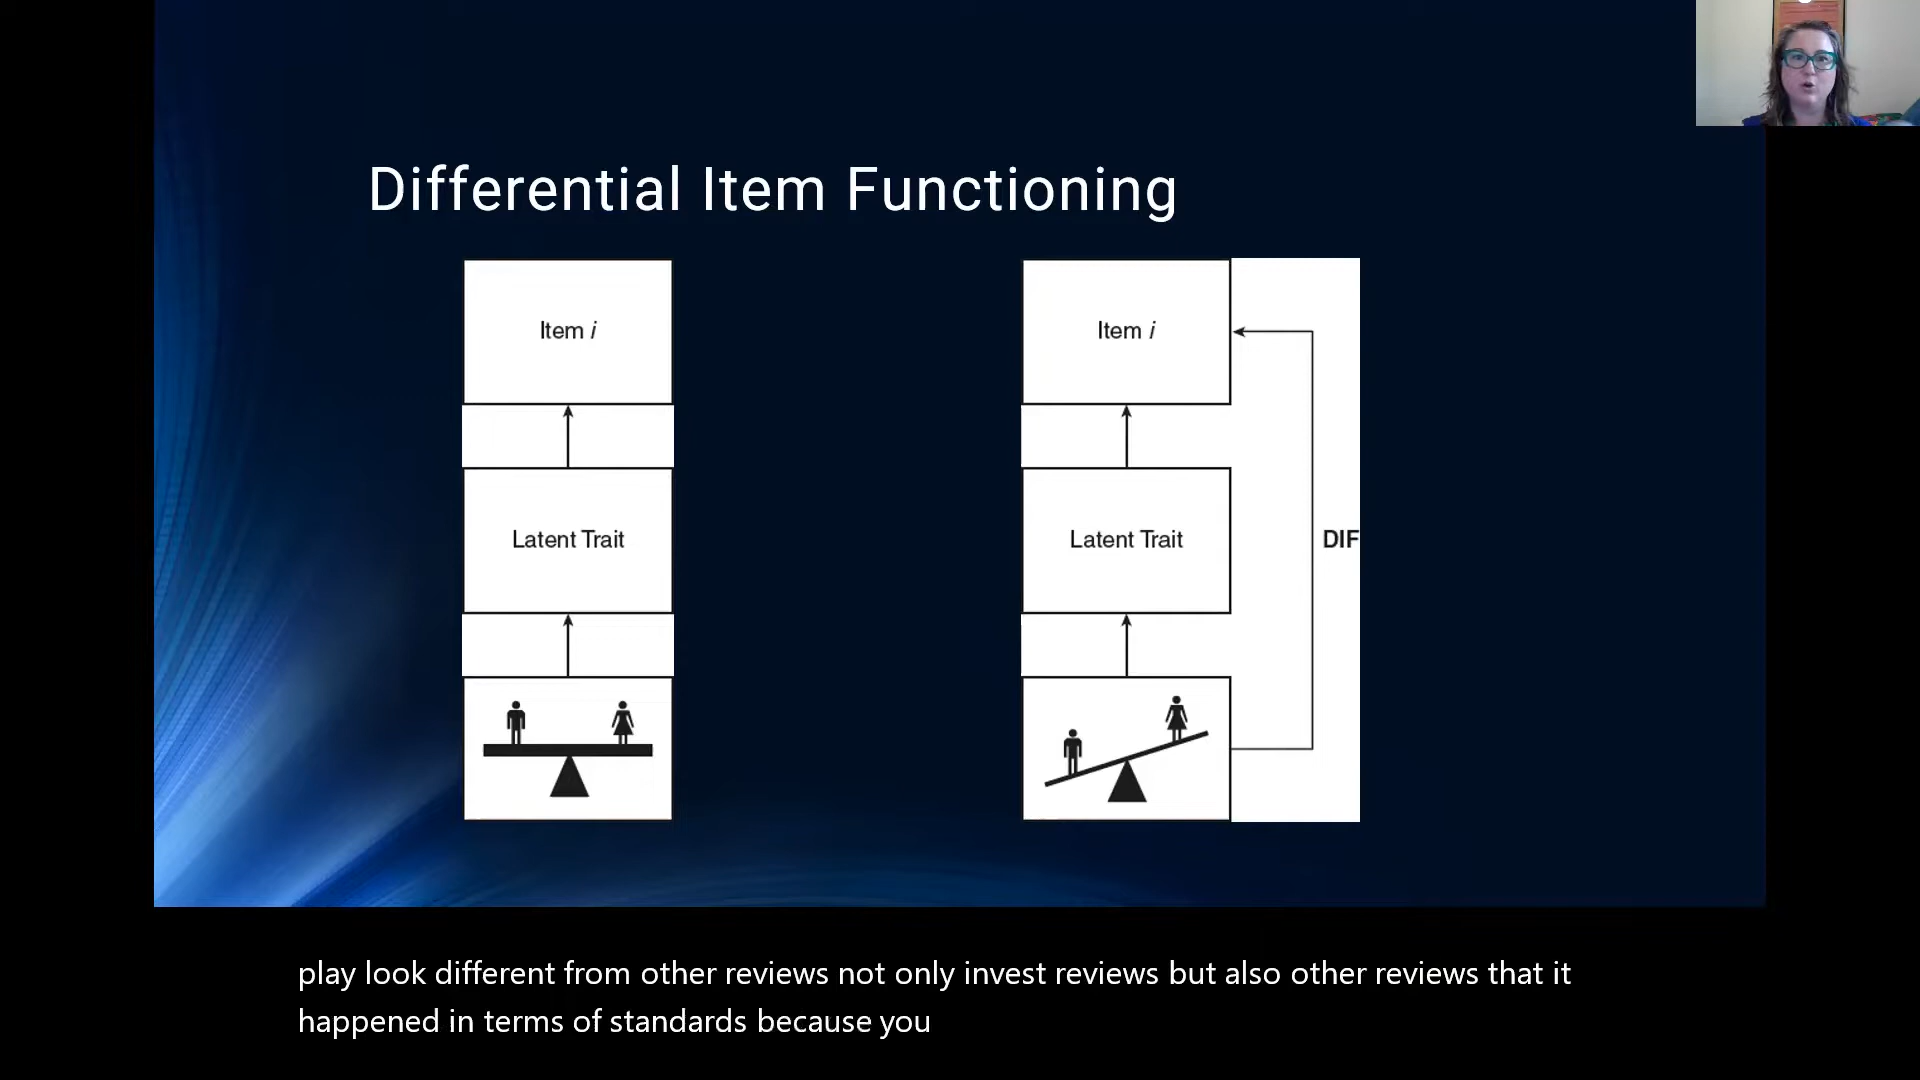 Differential Item Functioning
Item i
Latent Trait
Item i
Latent Trait
DIF
play look different from other reviews not only invest reviews but also other reviews that it
happened in terms of standards because you